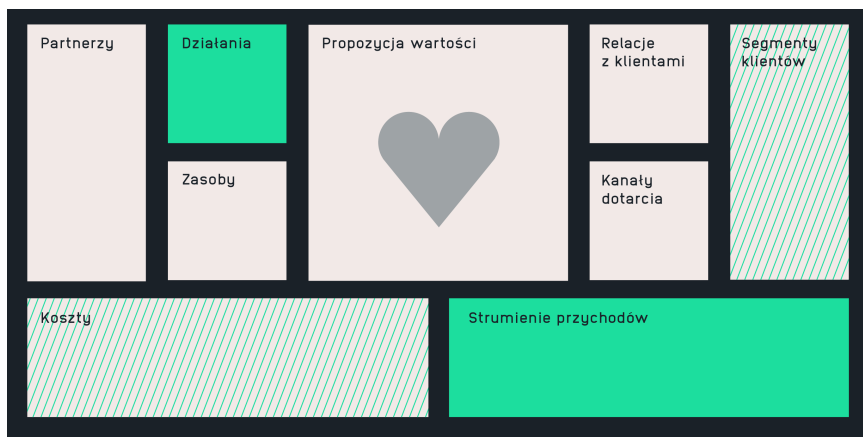 Partnerzy
Działania
Propozycja wartości
Relacje
z klientami
Segmenty
klientów
Zasoby
Kanały
dotarcia
Koszty
Strumienie przychodów